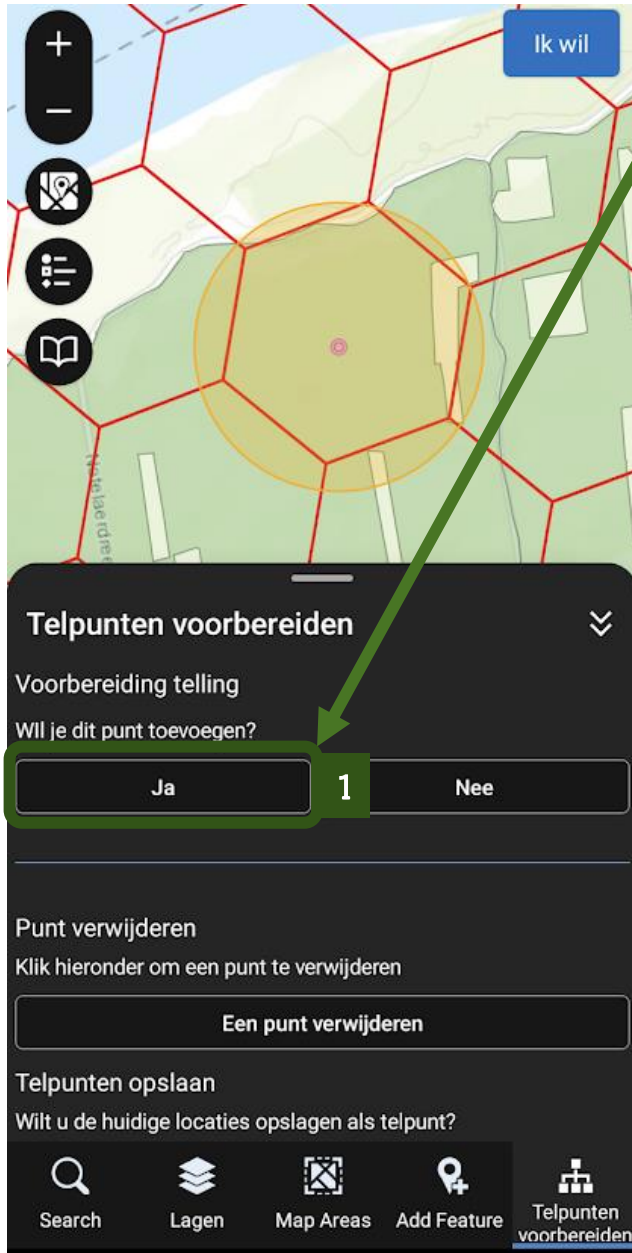 Ik wil
Natelaerdree
Telpunten voorbereiden
Voorbereiding telling
WIl je dit punt toevoegen?
Ja
1
Nee
Punt verwijderen
Klik hieronder om een punt te verwijderen
Een punt verwijderen
Telpunten opslaan
Wilt u de huidige locaties opslagen als telpunt?
Search
Lagen
Map Areas
Add Feature
Telpunten
voorbereiden